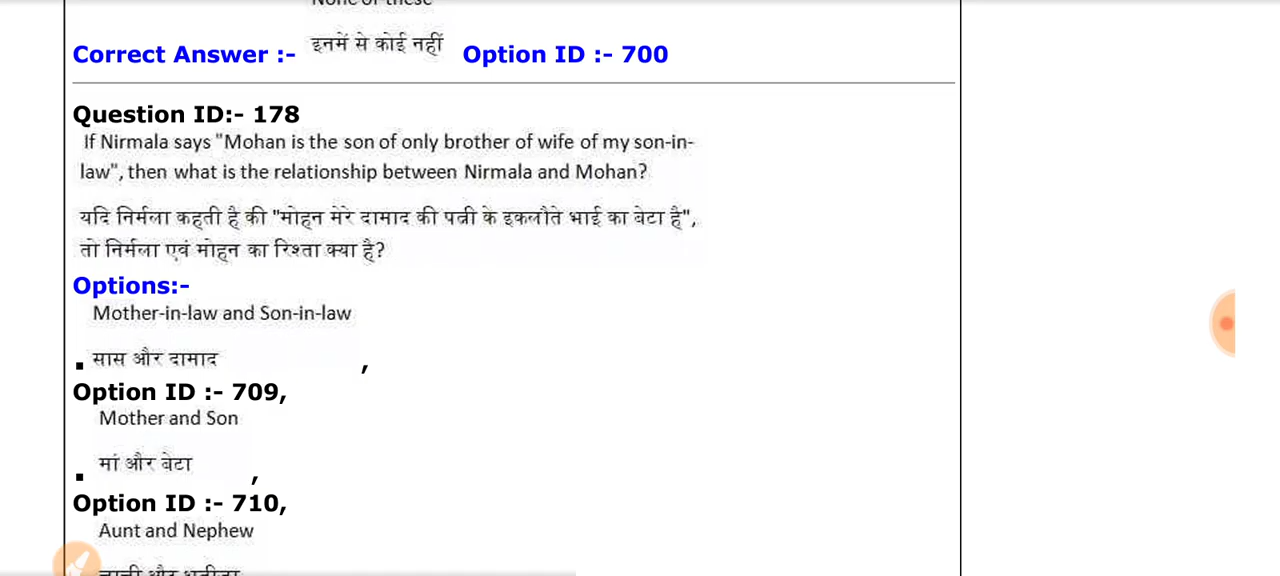 None of these
इनमें से कोई नहीं
Correct Answer :- Option ID :- 700
Question ID:- 178
If Nirmala says "Mohan is the son of only brother of wife of my son-in-
law", then what is the relationship between Nirmala and Mohan?
यदि निर्मला कहती है की "मोहन मेरे दामाद की पत्नी के इकलौते भाई का बेटा है",
तो निर्मला एवं मोहन का रिश्ता क्या है?
Options:-
Mother-in-law and Son-in-law
▪ सास और दामाद ,
Option ID :- 709,
Mother and Son
▪ मां और बेटा ,
Option ID :- 710,
Aunt and Nephew